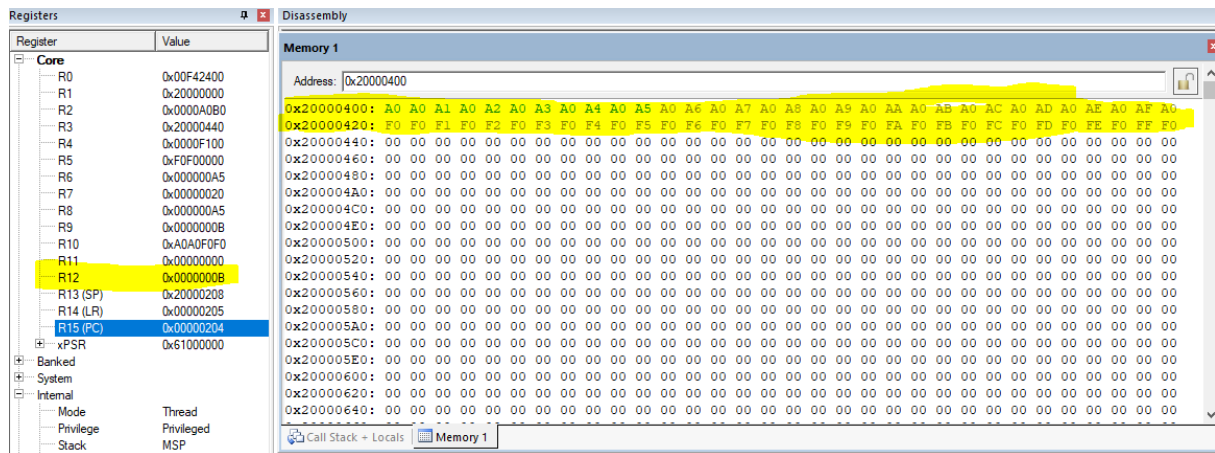 Registers
Register Value
Core
R0 0x00F42400
R1 0x20000000
R2 0x0000A0B0
R3 0x20000440
R4 0x0000F100
R5 0xF0F00000
R6 0x000000A5
R7 0x00000020
R8 0x000000A5
R9 0x0000000B
R10 0xA0A0F0F0
R11 0x00000000
R12 0x0000000B
R13 (SP) 0x20000208
R14 (LR) 0x00000205
R15 (PC) 0x00000204
xPSR 0x61000000
Banked
System
Internal
Mode Thread
Privilege Privileged
Stack MSP
Disassembly
Memory 1
Address: 0x20000400
0x20000400: A0 A0 A1 A0 A2 A0 A3 A0 A4 A0 A5 A0 A6 A0 A7 A0 A8 A0 A9 A0 AA A0 AB A0 AC A0 AD A0 AE A0 AF A0
0x20000420: F0 F0 F1 F0 F2 F0 F3 F0 F4 F0 F5 F0 F6 F0 F7 F0 F8 F0 F9 F0 FA F0 FB F0 FC F0 FD F0 FE F0 FF F0
0x20000440: 00 00 00 00 00 00 00 00 00 00 00 00 00 00 00 00 00 00 00 00 00 00 00 00 00 00 00 00 00 00 00 00
0x20000460: 00 00 00 00 00 00 00 00 00 00 00 00 00 00 00 00 00 00 00 00 00 00 00 00 00 00 00 00 00 00 00 00
0x20000480: 00 00 00 00 00 00 00 00 00 00 00 00 00 00 00 00 00 00 00 00 00 00 00 00 00 00 00 00 00 00 00 00
0x200004A0: 00 00 00 00 00 00 00 00 00 00 00 00 00 00 00 00 00 00 00 00 00 00 00 00 00 00 00 00 00 00 00 00
0x200004C0: 00 00 00 00 00 00 00 00 00 00 00 00 00 00 00 00 00 00 00 00 00 00 00 00 00 00 00 00 00 00 00 00
0x200004E0: 00 00 00 00 00 00 00 00 00 00 00 00 00 00 00 00 00 00 00 00 00 00 00 00 00 00 00 00 00 00 00 00
0x20000500: 00 00 00 00 00 00 00 00 00 00 00 00 00 00 00 00 00 00 00 00 00 00 00 00 00 00 00 00 00 00 00 00
0x20000520: 00 00 00 00 00 00 00 00 00 00 00 00 00 00 00 00 00 00 00 00 00 00 00 00 00 00 00 00 00 00 00 00
0x20000540: 00 00 00 00 00 00 00 00 00 00 00 00 00 00 00 00 00 00 00 00 00 00 00 00 00 00 00 00 00 00 00 00
0x20000560: 00 00 00 00 00 00 00 00 00 00 00 00 00 00 00 00 00 00 00 00 00 00 00 00 00 00 00 00 00 00 00 00
0x20000580: 00 00 00 00 00 00 00 00 00 00 00 00 00 00 00 00 00 00 00 00 00 00 00 00 00 00 00 00 00 00 00 00
0x200005A0: 00 00 00 00 00 00 00 00 00 00 00 00 00 00 00 00 00 00 00 00 00 00 00 00 00 00 00 00 00 00 00 00
0x200005C0: 00 00 00 00 00 00 00 00 00 00 00 00 00 00 00 00 00 00 00 00 00 00 00 00 00 00 00 00 00 00 00 00
0x200005E0: 00 00 00 00 00 00 00 00 00 00 00 00 00 00 00 00 00 00 00 00 00 00 00 00 00 00 00 00 00 00 00 00
0x20000600: 00 00 00 00 00 00 00 00 00 00 00 00 00 00 00 00 00 00 00 00 00 00 00 00 00 00 00 00 00 00 00 00
0x20000620: 00 00 00 00 00 00 00 00 00 00 00 00 00 00 00 00 00 00 00 00 00 00 00 00 00 00 00 00 00 00 00 00
0x20000640: 00 00 00 00 00 00 00 00 00 00 00 00 00 00 00 00 00 00 00 00 00 00 00 00 00 00 00 00 00 00 00 00
Call Stack + Locals Memory 1